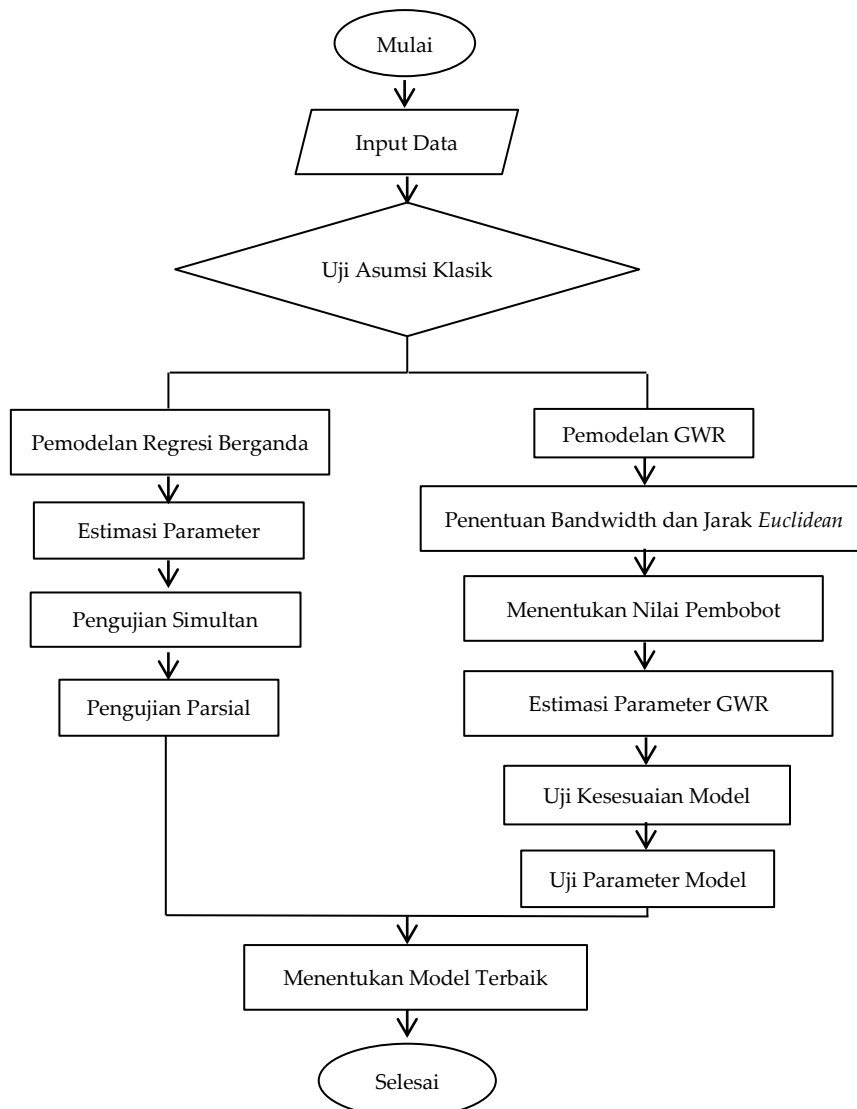 Mulai
Input Data
Uji Asumsi Klasik
Pemodelan Regresi Berganda
Estimasi Parameter
Pengujian Simultan
Pengujian Parsial
Pemodelan GWR
Penentuan Bandwidth dan Jarak Euclidean
Menentukan Nilai Pembobot
Estimasi Parameter GWR
Uji Kesesuaian Model
Uji Parameter Model
Menentukan Model Terbaik
Selesai